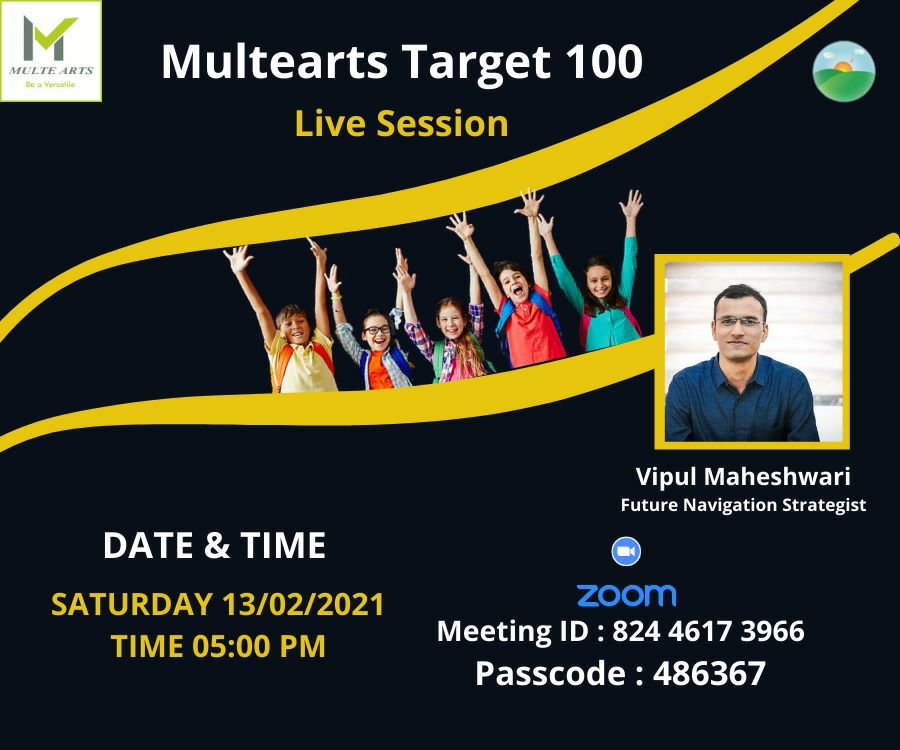 MULTE ARTS
Be a Versatile
Multearts Target 100
Live Session
Vipul Maheshwari
Future Navigation Strategist
DATE & TIME
SATURDAY 13/02/2021
TIME 05:00 PM
zoom
Meeting ID : 824 4617 3966
Passcode : 486367